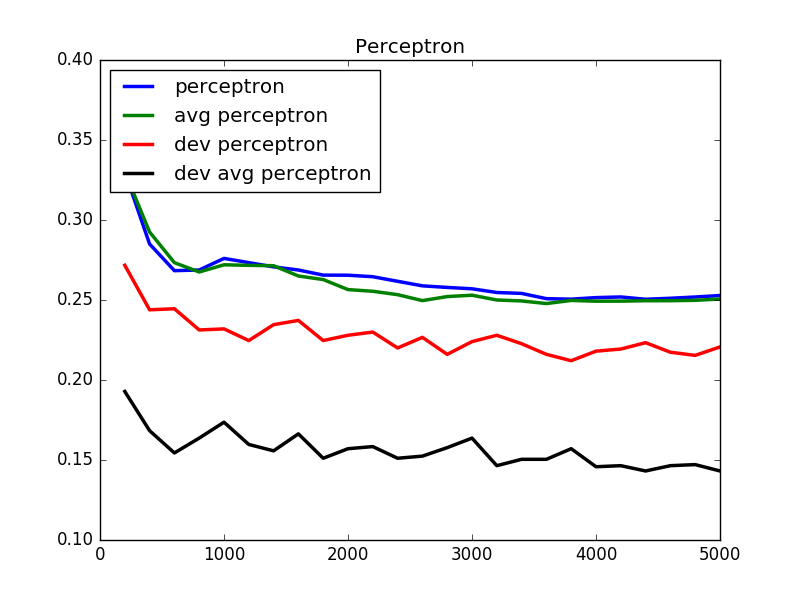 Perceptron
0.40
0.35
0.30
0.25
0.20
0.15
0.10
perceptron
avg perceptron
dev perceptron
dev avg perceptron
0 1000 2000 3000 4000 5000